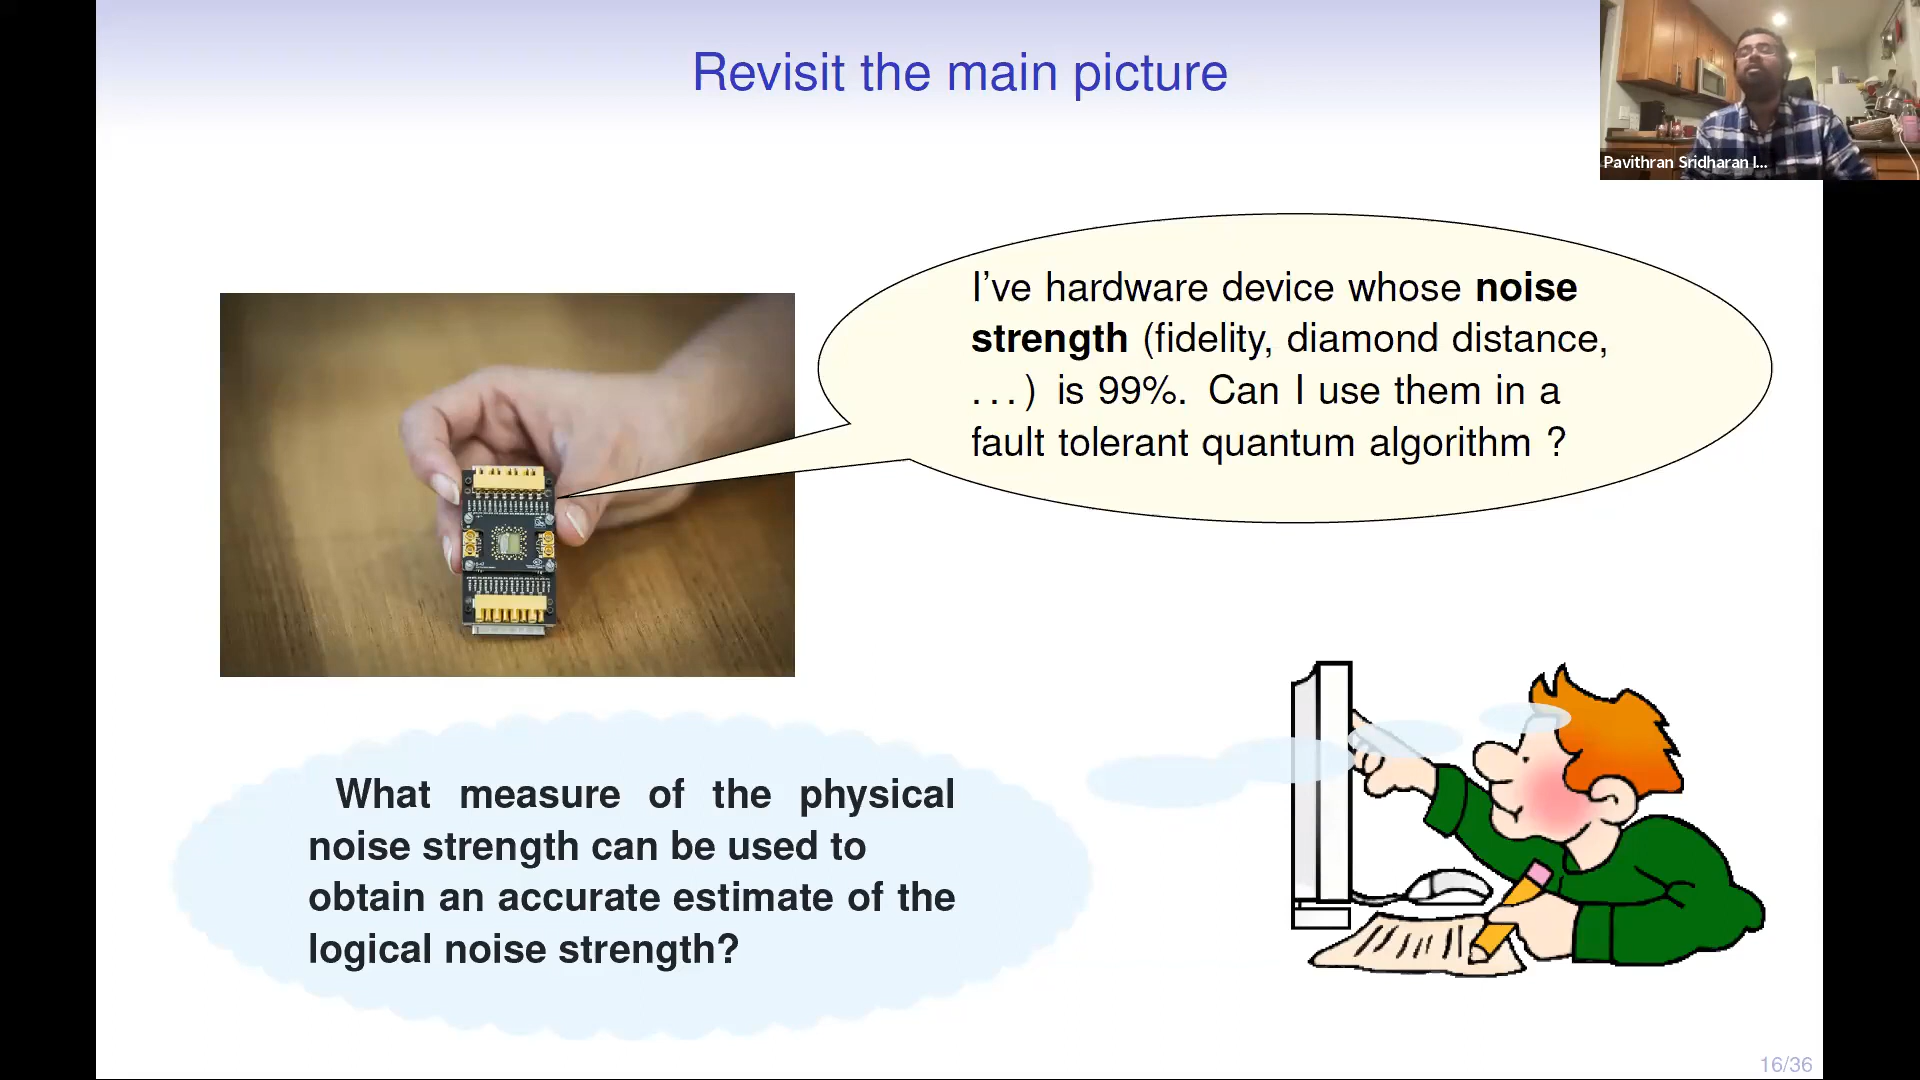 Revisit the main picture
Pavithran Sridharan I...
I've hardware device whose noise
strength (fidelity, diamond distance,
...) is 99%. Can I use them in a
fault tolerant quantum algorithm ?
What measure of the physical
noise strength can be used to
obtain an accurate estimate of the
logical noise strength?
16/36